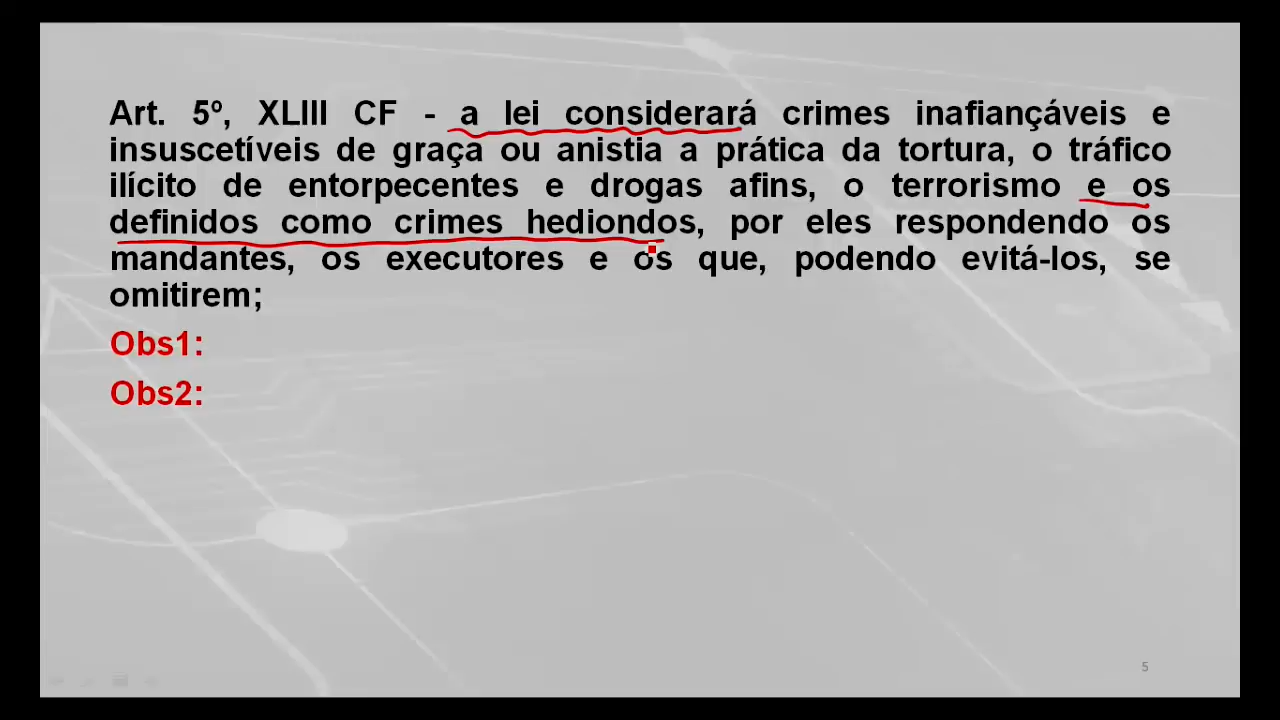 Art. 5º, XLIII CF - a lei considerará crimes inafiançáveis e
insuscetíveis de graça ou anistia a prática da tortura, o tráfico
ilícito de entorpecentes e drogas afins, o terrorismo e os
definidos como crimes hediondos, por eles respondendo os
mandantes, os executores e os que, podendo evitá-los, se
omitirem;
Obs1:
Obs2:
5